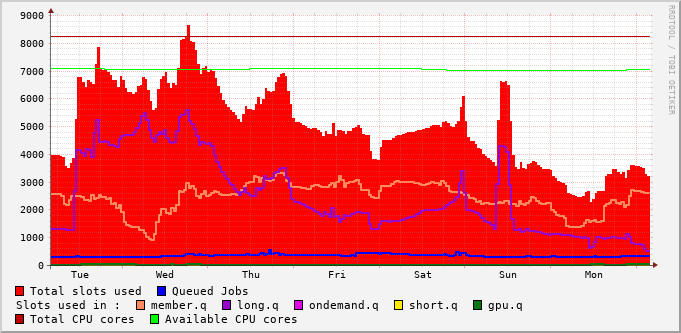 9000
8000
7000
6000
5000
4000
3000
2000
1000
0
Tue Wed Thu Fri Sat Sun Mon
RRDTOOL / TOBI OETIKER
Total slots used Queued Jobs
Slots used in : member.q long.q ondemand.q short.q gpu.q
Total CPU cores Available CPU cores